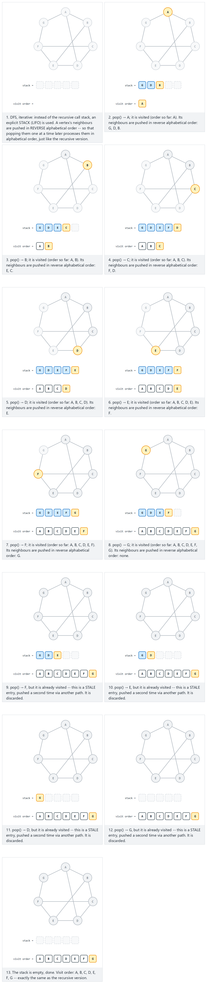 A
G
B
F
C
E
D
stack =
visit order =
1. DFS, iterative: instead of the recursive call stack, an
explicit STACK (LIFO) is used. A vertex's neighbours
are pushed in REVERSE alphabetical order -- so that
popping them one at a time later processes them in
alphabetical order, just like the recursive version.
A
G
B
F
C
E
D
stack = G D B
visit order = A
2. pop() → A; it is visited (order so far: A). Its
neighbours are pushed in reverse alphabetical order:
G, D, B.
A
G
B
F
C
E
D
stack = G D E C
visit order = A B
3. pop() → B; it is visited (order so far: A, B). Its
neighbours are pushed in reverse alphabetical order:
E, C.
A
G
B
F
C
E
D
stack = G D E F D
visit order = A B C
4. pop() → C; it is visited (order so far: A, B, C). Its
neighbours are pushed in reverse alphabetical order:
F, D.
A
G
B
F
C
E
D
stack = G D E F E
visit order = A B C D
5. pop() → D; it is visited (order so far: A, B, C, D). Its
neighbours are pushed in reverse alphabetical order:
E.
A
G
B
F
C
E
D
stack = G D E F F
visit order = A B C D E
6. pop() → E; it is visited (order so far: A, B, C, D, E). Its
neighbours are pushed in reverse alphabetical order:
F.
A
G
B
F
C
E
D
stack = G D E F G
visit order = A B C D E F
7. pop() → F; it is visited (order so far: A, B, C, D, E, F).
Its neighbours are pushed in reverse alphabetical
order: G.
A
G
B
F
C
E
D
stack = G D E F
visit order = A B C D E F G
8. pop() → G; it is visited (order so far: A, B, C, D, E, F,
G). Its neighbours are pushed in reverse alphabetical
order: none.
A
G
B
F
C
E
D
stack = G D E
visit order = A B C D E F G
9. pop() → F, but it is already visited -- this is a STALE
entry, pushed a second time via another path. It is
discarded.
A
G
B
F
C
E
D
stack = G D
visit order = A B C D E F G
10. pop() → E, but it is already visited -- this is a STALE
entry, pushed a second time via another path. It is
discarded.
A
G
B
F
C
E
D
stack = G
visit order = A B C D E F G
11. pop() → D, but it is already visited -- this is a STALE
entry, pushed a second time via another path. It is
discarded.
A
G
B
F
C
E
D
stack =
visit order = A B C D E F G
12. pop() → G, but it is already visited -- this is a STALE
entry, pushed a second time via another path. It is
discarded.
A
G
B
F
C
E
D
stack =
visit order = A B C D E F G
13. The stack is empty, done. Visit order: A, B, C, D, E,
F, G -- exactly the same as the recursive version.